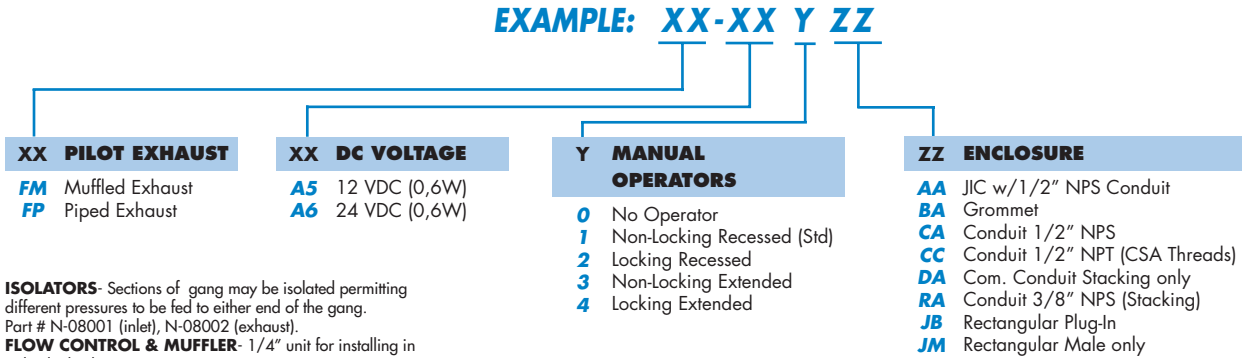 EXAMPLE: XX-XX Y ZZ
XX PILOT EXHAUST
FM Muffled Exhaust
FP Piped Exhaust
XX DC VOLTAGE
A5 12 VDC (0,6W)
A6 24 VDC (0,6W)
Y MANUAL
OPERATORS
0 No Operator
1 Non-Locking Recessed (Std)
2 Locking Recessed
3 Non-Locking Extended
4 Locking Extended
ZZ ENCLOSURE
AA JIC w/1/2" NPS Conduit
BA Grommet
CA Conduit 1/2" NPS
CC Conduit 1/2" NPT (CSA Threads)
DA Com. Conduit Stacking only
RA Conduit 3/8" NPS (Stacking)
JB Rectangular Plug-In
JM Rectangular Male only
ISOLATORS- Sections of gang may be isolated permitting
different pressures to be fed to either end of the gang.
Part # N-08001 (inlet), N-08002 (exhaust).
FLOW CONTROL & MUFFLER- 1/4" unit for installing in